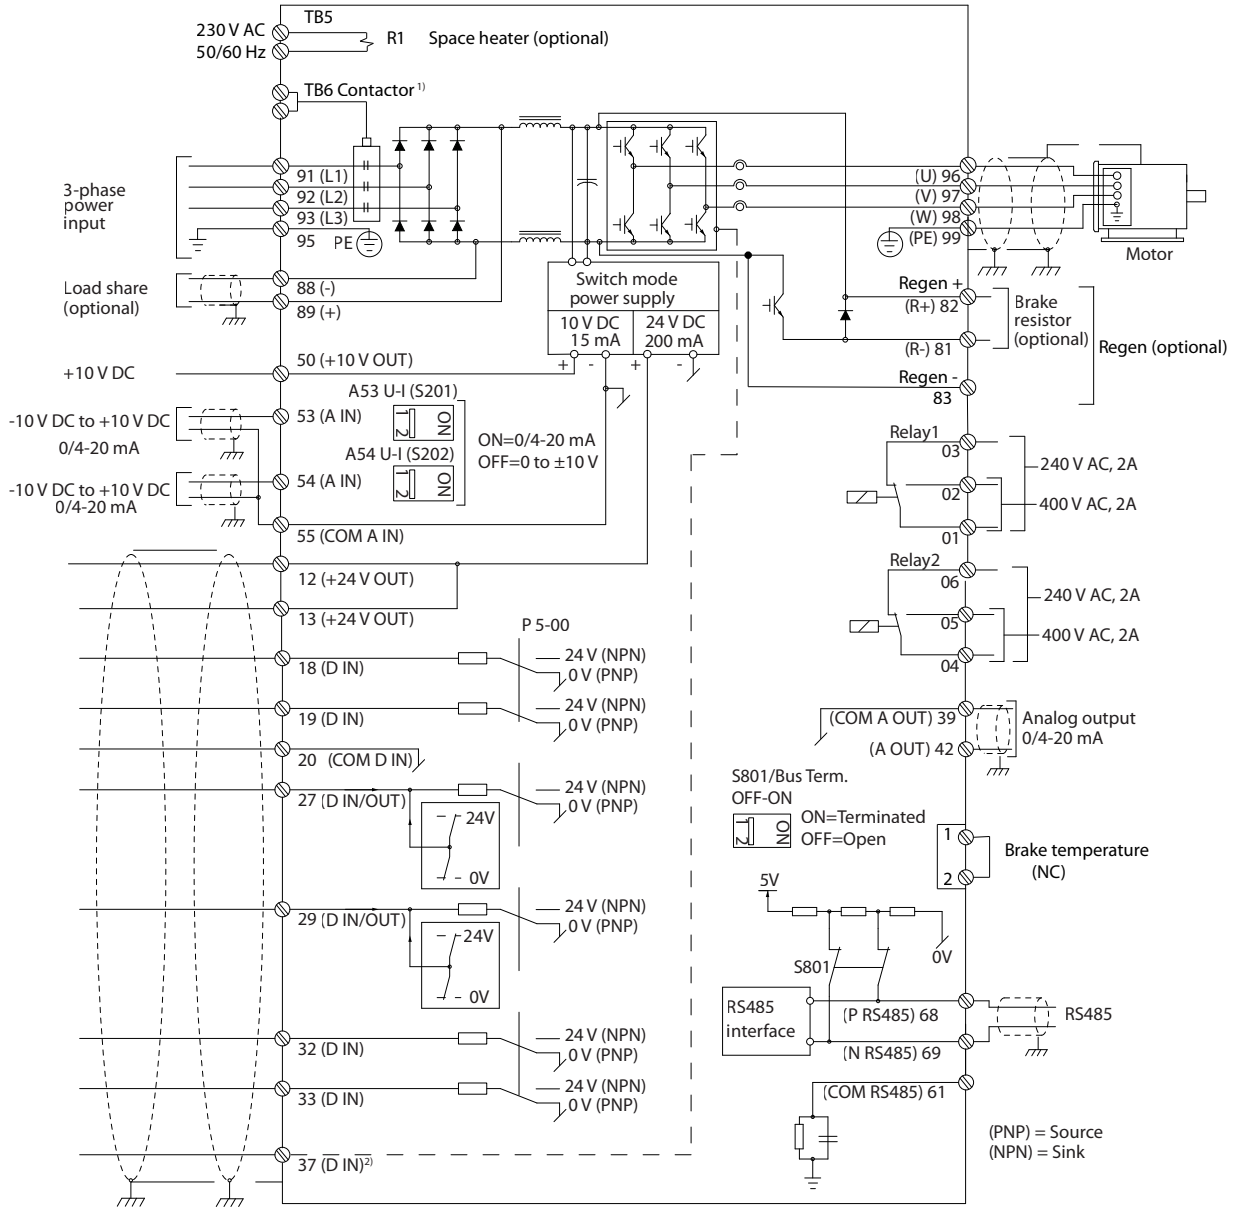 TB5
230 V AC
50/60 Hz
R1
Space heater (optional)
TB6 Contactor 1)
3-phase
power
input
91 (L1)
92 (L2)
93 (L3)
95
PE
Load share
(optional)
88 (-)
89 (+)
Switch mode
power supply
10 V DC
15 mA
24 V DC
200 mA
+
-
+
-
(U) 96
(V) 97
(W) 98
(PE) 99
Motor
Regen +
(R+) 82
Brake
resistor
(optional)
(R-) 81
Regen -
83
Regen (optional)
+10 V DC
50 (+10 V OUT)
-10 V DC to +10 V DC
0/4-20 mA
53 (A IN)
-10 V DC to +10 V DC
0/4-20 mA
54 (A IN)
55 (COM A IN)
A53 U-I (S201)
1 2
ON
A54 U-I (S202)
1 2
ON
ON=0/4-20 mA
OFF=0 to ±10 V
12 (+24 V OUT)
13 (+24 V OUT)
P 5-00
18 (D IN)
24 V (NPN)
0 V (PNP)
19 (D IN)
24 V (NPN)
0 V (PNP)
20 (COM D IN)
27 (D IN/OUT)
24 V (NPN)
0 V (PNP)
24V
0V
29 (D IN/OUT)
24 V (NPN)
0 V (PNP)
24V
0V
32 (D IN)
24 V (NPN)
0 V (PNP)
33 (D IN)
24 V (NPN)
0 V (PNP)
37 (D IN) 2)
Relay1
03
02
01
240 V AC, 2A
400 V AC, 2A
Relay2
06
05
04
240 V AC, 2A
400 V AC, 2A
(COM A OUT) 39
(A OUT) 42
Analog output
0/4-20 mA
S801/Bus Term.
OFF-ON
1 2
ON
ON=Terminated
OFF=Open
1
2
Brake temperature
(NC)
5V
0V
S801
RS485
interface
(P RS485) 68
(N RS485) 69
RS485
(COM RS485) 61
(PNP) = Source
(NPN) = Sink